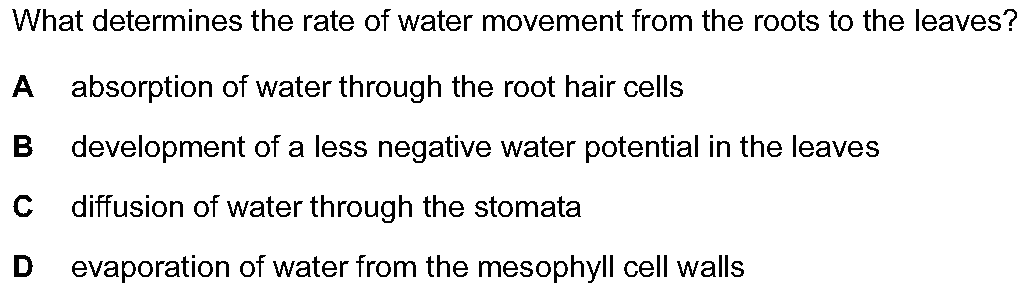 What determines the rate of water movement from the roots to the leaves?
A absorption of water through the root hair cells
B development of a less negative water potential in the leaves
C diffusion of water through the stomata
D evaporation of water from the mesophyll cell walls